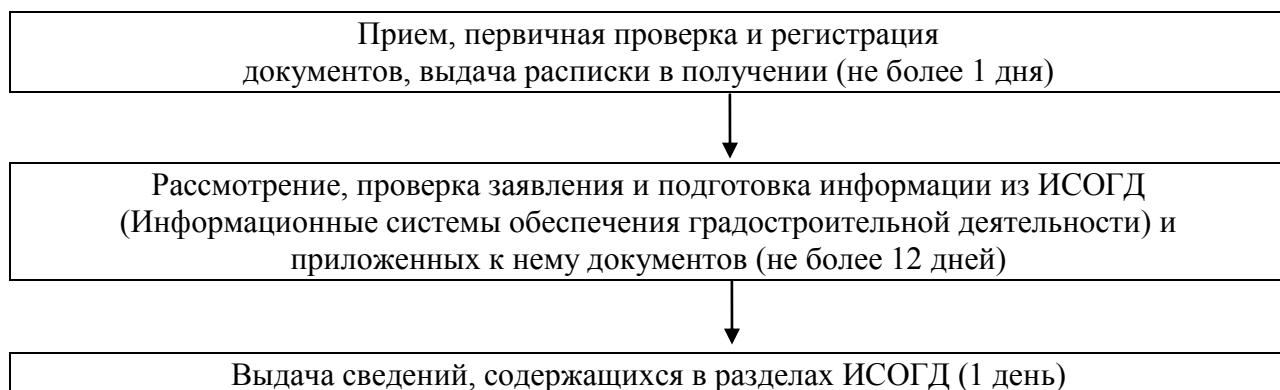 Прием, первичная проверка и регистрация
документов, выдача расписки в получении (не более 1 дня)
Рассмотрение, проверка заявления и подготовка информации из ИСОГД
(Информационные системы обеспечения градостроительной деятельности) и
приложенных к нему документов (не более 12 дней)
Выдача сведений, содержащихся в разделах ИСОГД (1 день)